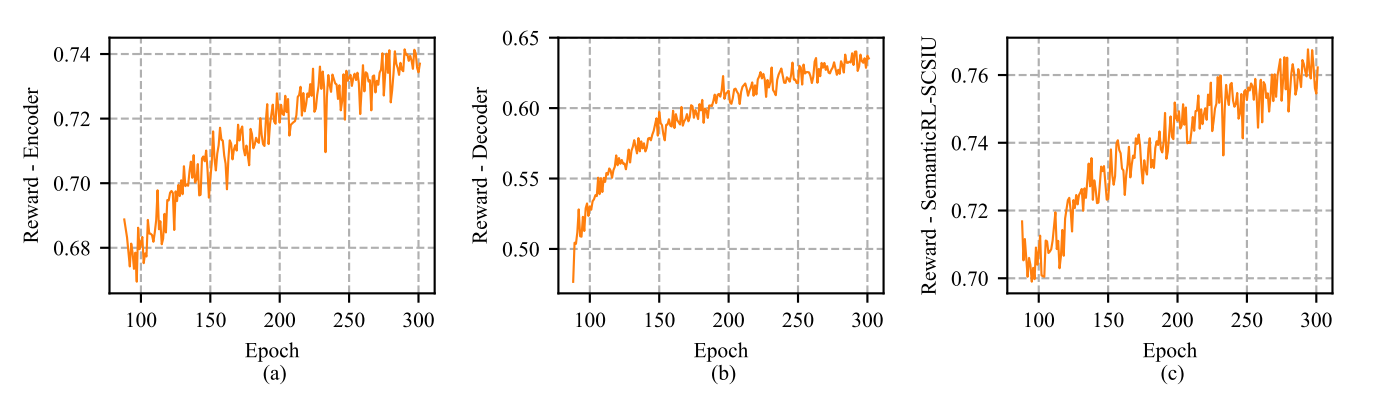 Reward - Encoder
0.74
0.72
0.70
0.68
100 150 200 250 300
Epoch
(a)
Reward - Decoder
0.65
0.60
0.55
0.50
100 150 200 250 300
Epoch
(b)
Reward - SemanticRL-SCSIU
0.76
0.74
0.72
0.70
100 150 200 250 300
Epoch
(c)